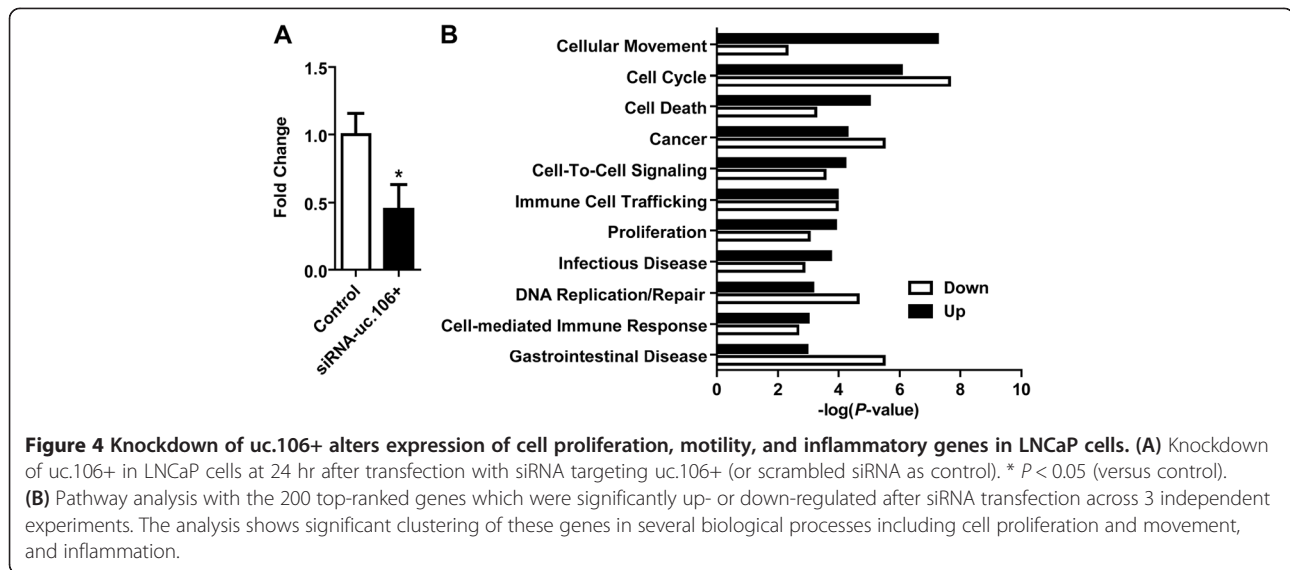 A
B
1.5
1.0
0.5
0.0
Fold Change
*
Control
siRNA-uc.106+
Cellular Movement
Cell Cycle
Cell Death
Cancer
Cell-To-Cell Signaling
Immune Cell Trafficking
Proliferation
Infectious Disease
DNA Replication/Repair
Cell-mediated Immune Response
Gastrointestinal Disease
Down
Up
0 2 4 6 8 10
-log(P-value)
Figure 4 Knockdown of uc.106+ alters expression of cell proliferation, motility, and inflammatory genes in LNCaP cells. (A) Knockdown
of uc.106+ in LNCaP cells at 24 hr after transfection with siRNA targeting uc.106+ (or scrambled siRNA as control). * P < 0.05 (versus control).
(B) Pathway analysis with the 200 top-ranked genes which were significantly up- or down-regulated after siRNA transfection across 3 independent
experiments. The analysis shows significant clustering of these genes in several biological processes including cell proliferation and movement,
and inflammation.